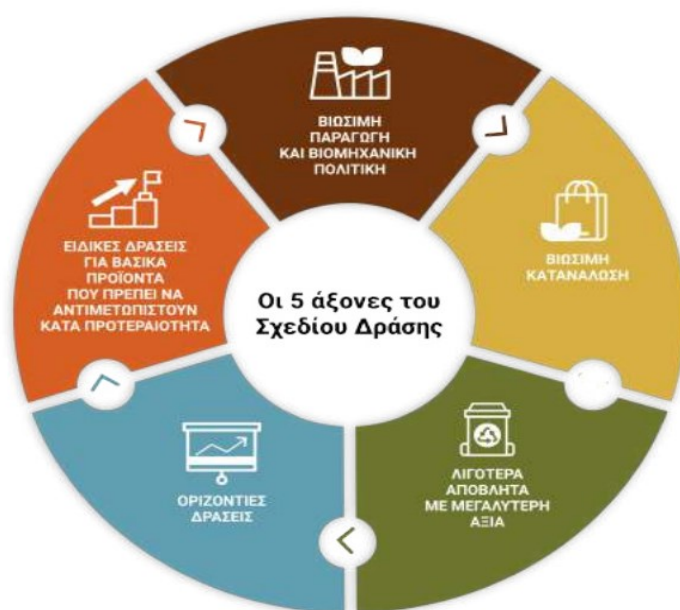 ΒΙΩΣΙΜΗ
ΠΑΡΑΓΩΓΗ
ΚΑΙ ΒΙΟΜΗΧΑΝΙΚΗ
ΠΟΛΙΤΙΚΗ
ΒΙΩΣΙΜΗ
ΚΑΤΑΝΑΛΩΣΗ
ΛΙΓΟΤΕΡΑ
ΑΠΟΒΛΗΤΑ
ΜΕ ΜΕΓΑΛΥΤΕΡΗ
ΑΞΙΑ
ΟΡΙΖΟΝΤΙΕΣ
ΔΡΑΣΕΙΣ
ΕΙΔΙΚΕΣ ΔΡΑΣΕΙΣ
ΓΙΑ ΒΑΣΙΚΑ
ΠΡΟΪΟΝΤΑ
ΠΟΥ ΠΡΕΠΕΙ ΝΑ
ΑΝΤΙΜΕΤΩΠΙΣΤΟΥΝ
ΚΑΤΑ ΠΡΟΤΕΡΑΙΟΤΗΤΑ
Οι 5 άξονες του
Σχεδίου Δράσης